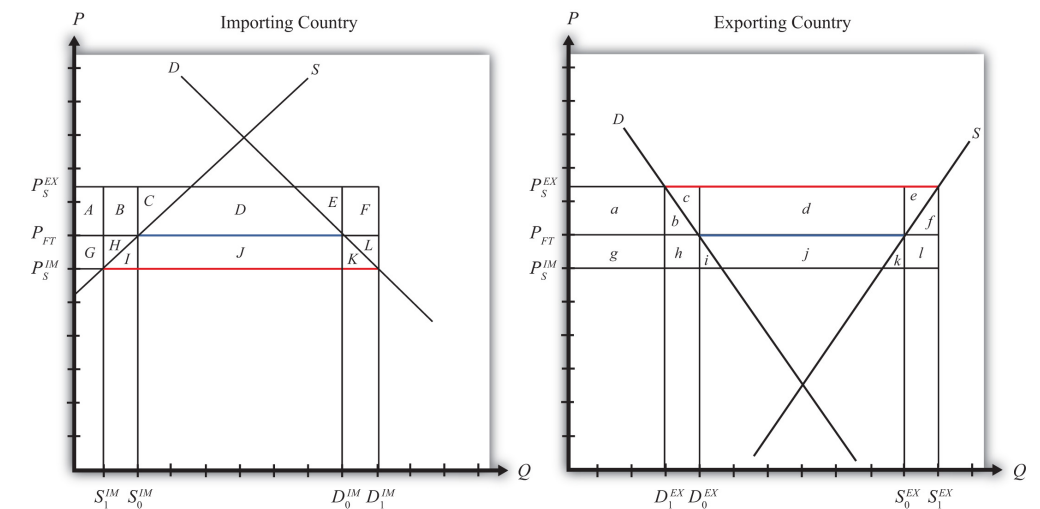 P Importing Country
D S
P_S^EX
A B C D E F
P_FT
G H I J K L
P_S^IM
Q
S_1^IM S_0^IM D_0^IM D_1^IM
P Exporting Country
D S
P_S^EX
a b c d e f
P_FT
g h i j k l
P_S^IM
Q
D_1^EX D_0^EX S_0^EX S_1^EX